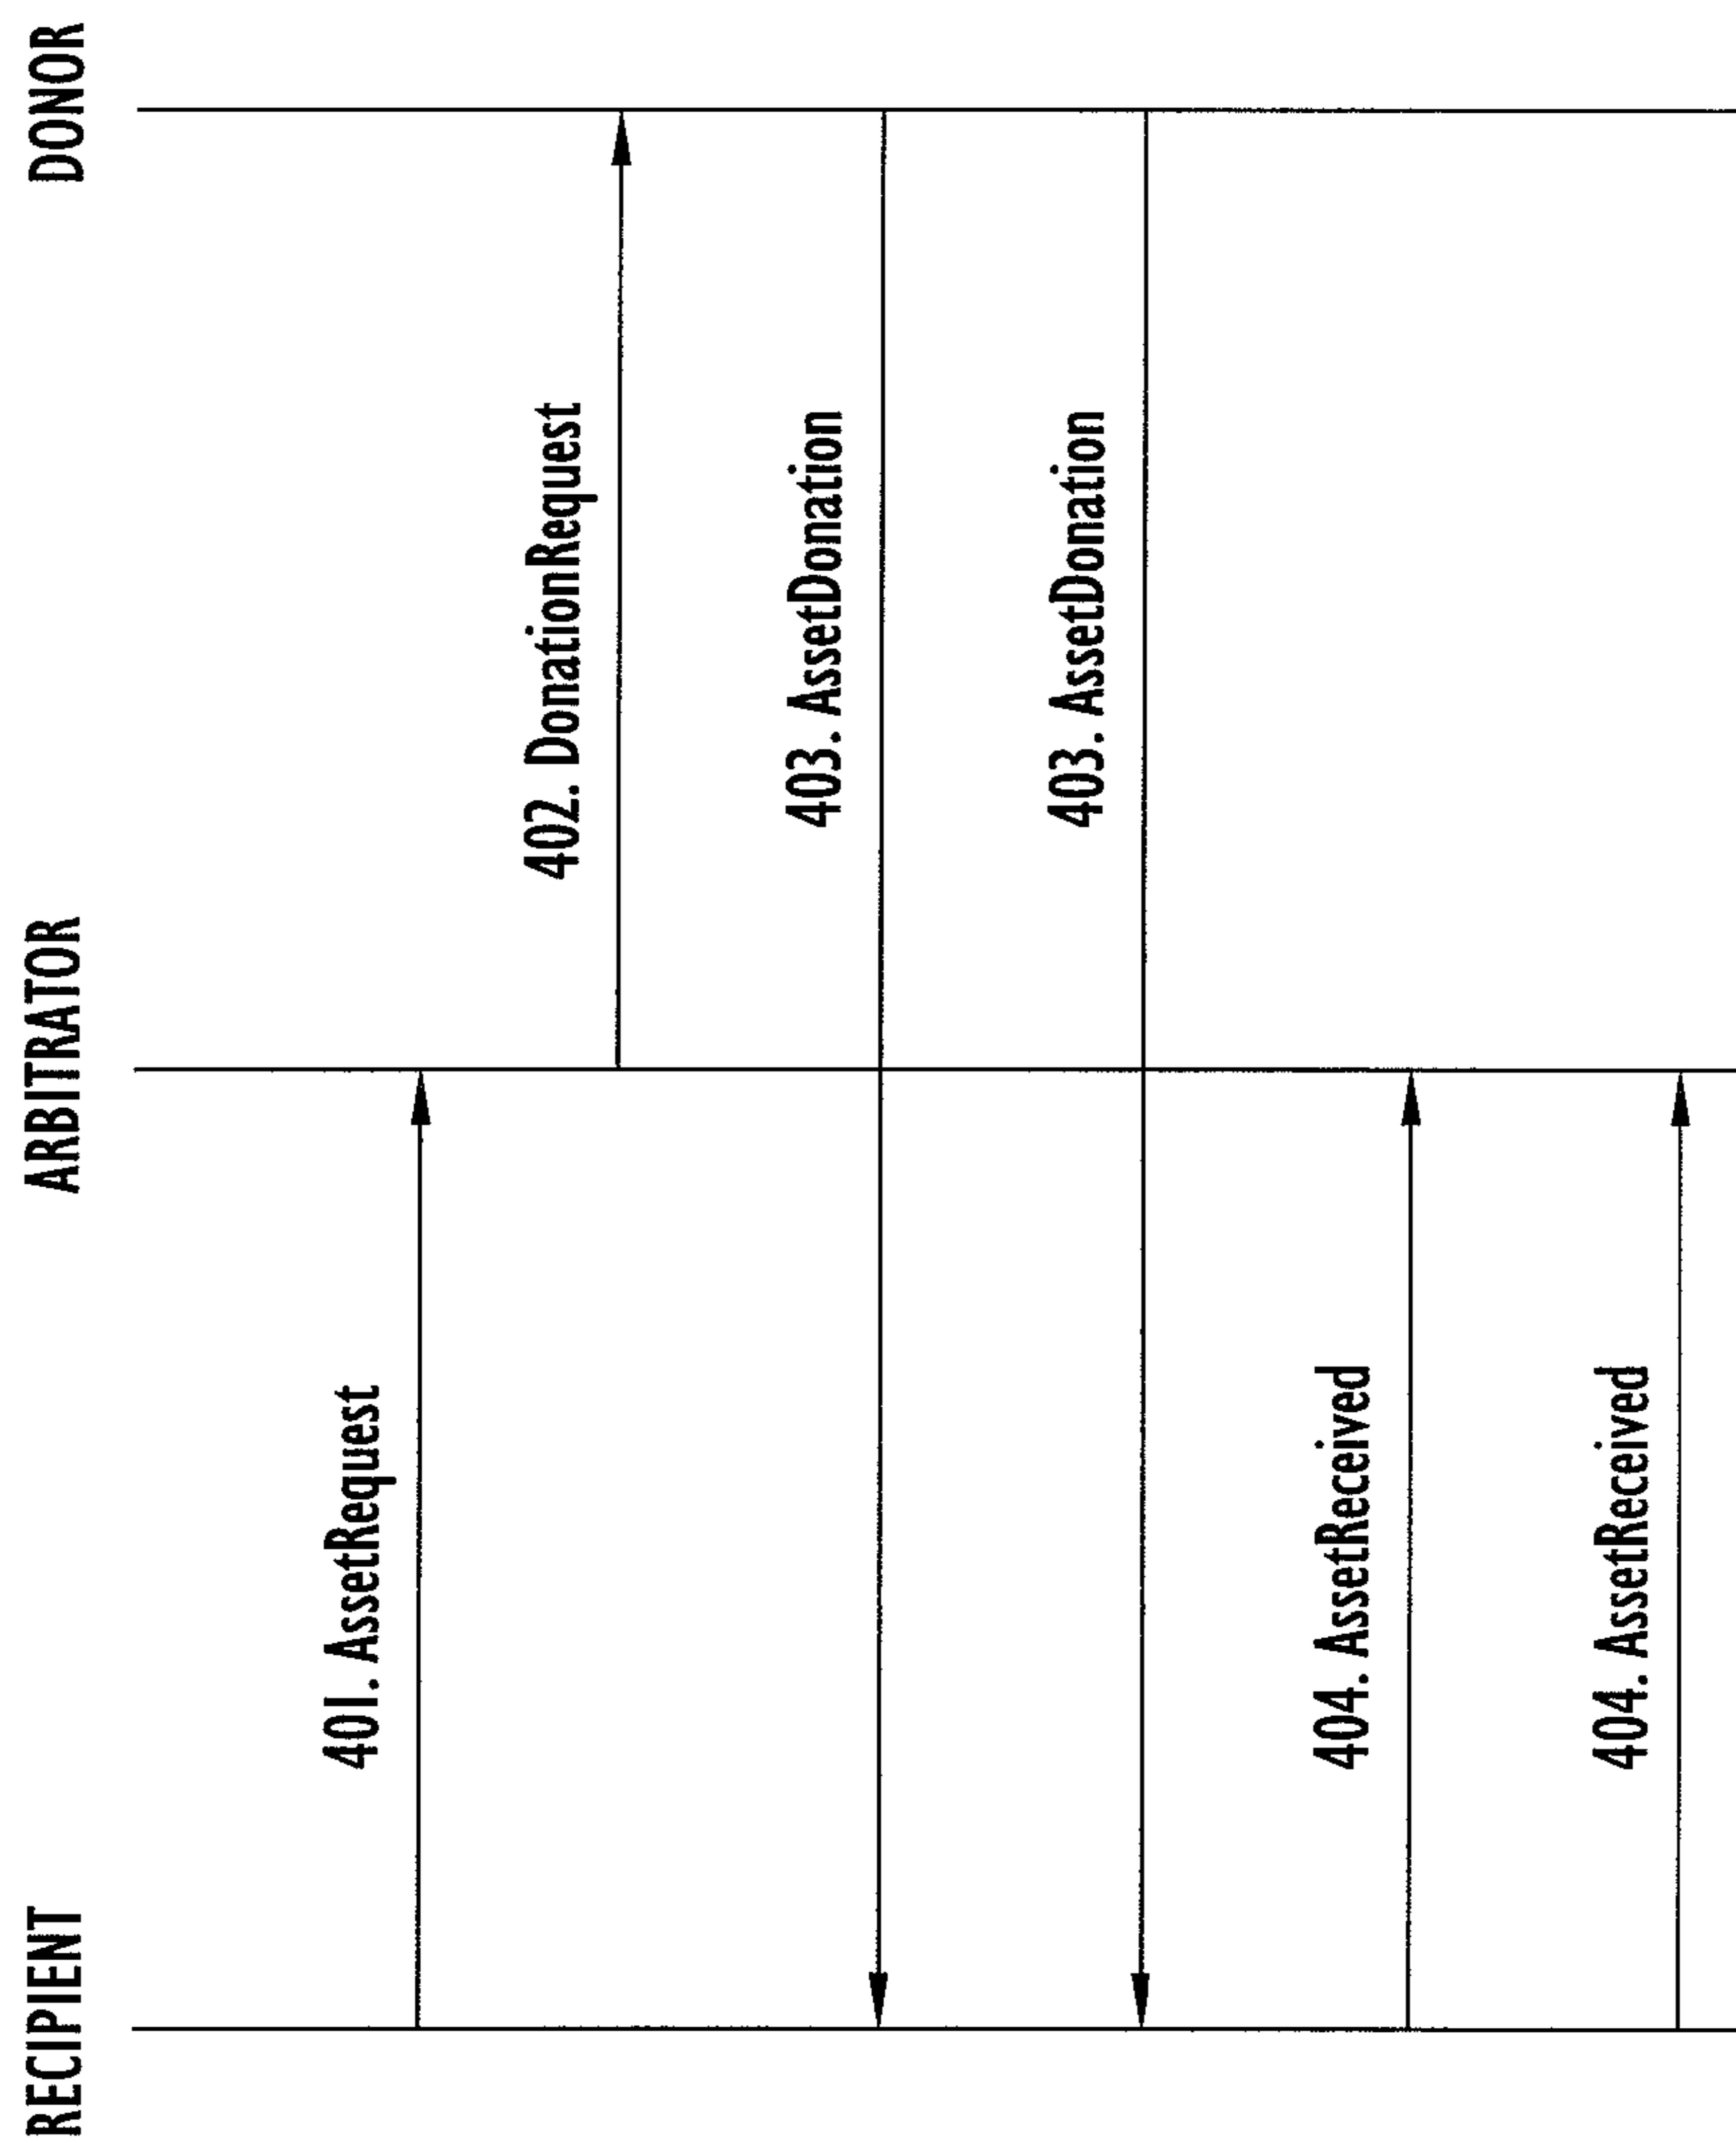 RECIPIENT
ARBITRATOR
DONOR
401. AssetRequest
402. DonationRequest
403. AssetDonation
403. AssetDonation
404. AssetReceived
404. AssetReceived